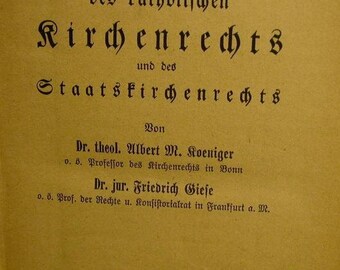 des catholischen
Kirchenrechts
und des
Staatskirchenrechts
Von
Dr. theol. Albert M. Koeniger
o. ö. Professor des Kirchenrechts in Bonn
Dr. jur. Friedrich Giese
o. ö. Prof. der Rechte u. Konsistorialrat in Frankfurt a. M.